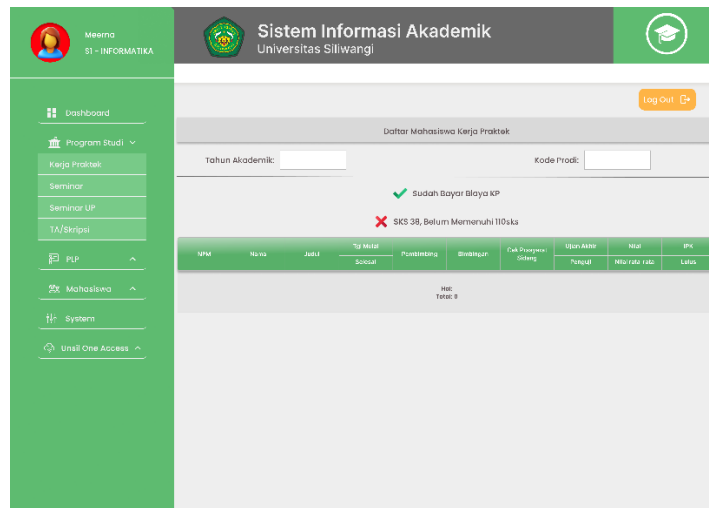 Meerna
S1 - INFORMATIKA
Sistem Informasi Akademik
Universitas Siliwangi
Log Out
Dashboard
Program Studi
Kerja Praktek
Seminar
Seminar UP
TA/Skripsi
PLP
Mahasiswa
System
Unsil One Access
Daftar Mahasiswa Kerja Praktek
Tahun Akademik:
Kode Prodi:
Sudah Bayar Biaya KP
SKS 38, Belum Memenuhi 110sks
NPM
Nama
Judul
Tgl Mulai
Selesai
Pembimbing
Bimbingan
Cek Prasyarat
Sidang
Ujian Akhir
Penguji
Nilai
Nilai rata-rata
IPK
Lulus
Hal:
Total: 0